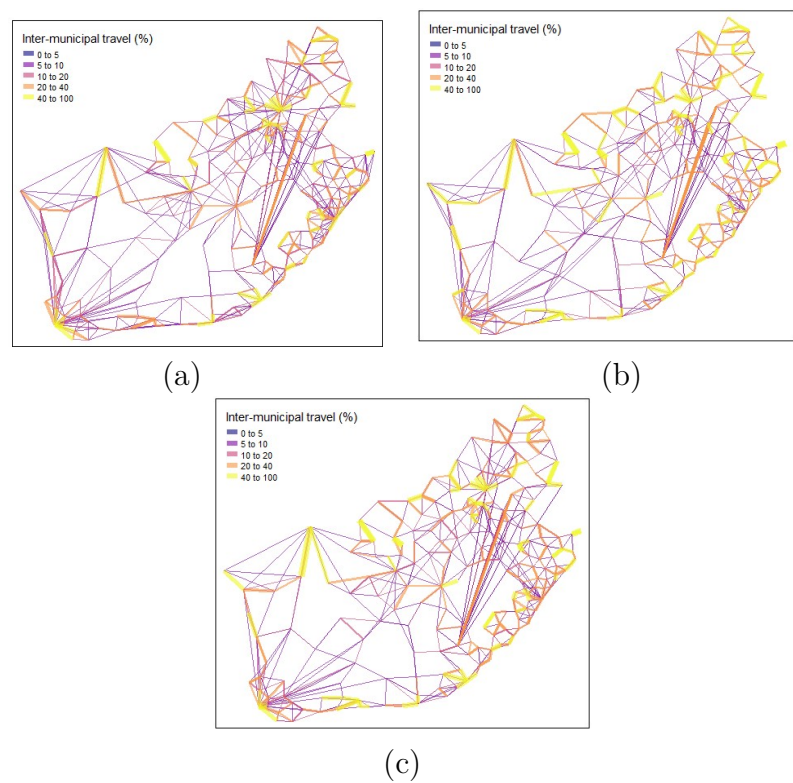 Inter-municipal travel (%)
0 to 5
5 to 10
10 to 20
20 to 40
40 to 100
(a)
Inter-municipal travel (%)
0 to 5
5 to 10
10 to 20
20 to 40
40 to 100
(b)
Inter-municipal travel (%)
0 to 5
5 to 10
10 to 20
20 to 40
40 to 100
(c)